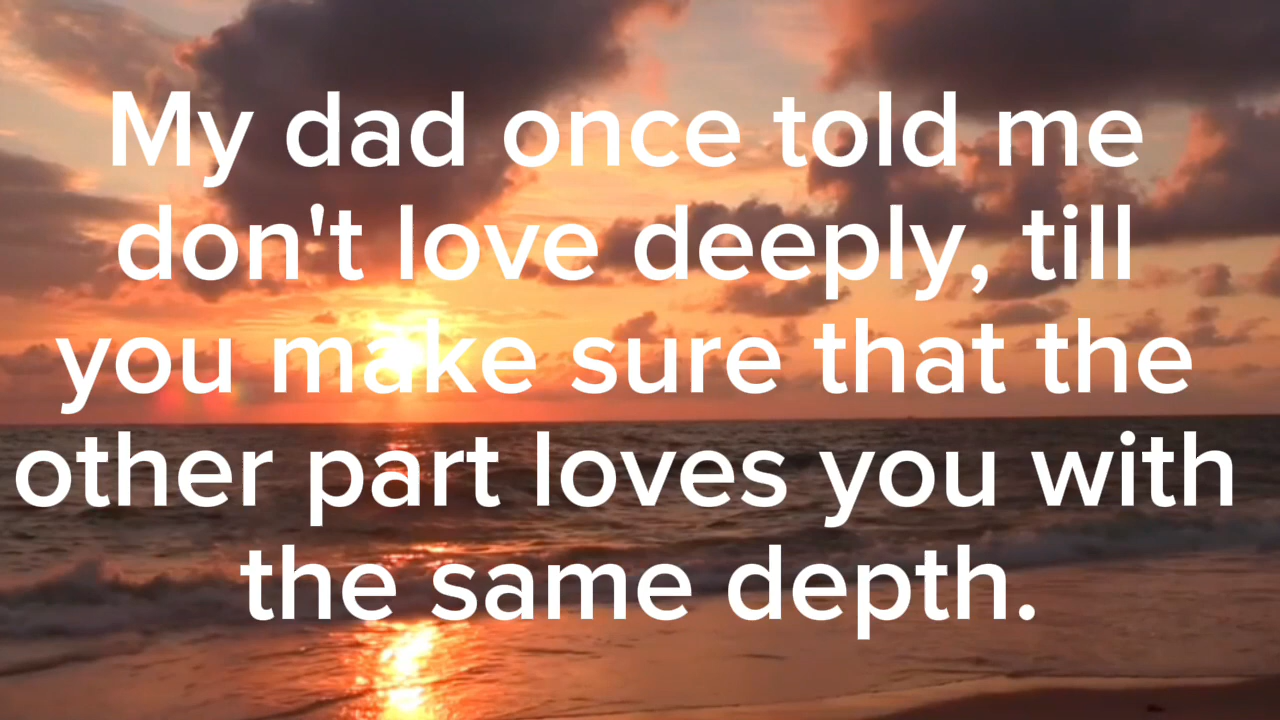 My dad once told me
don't love deeply, till
you make sure that the
other part loves you with
the same depth.